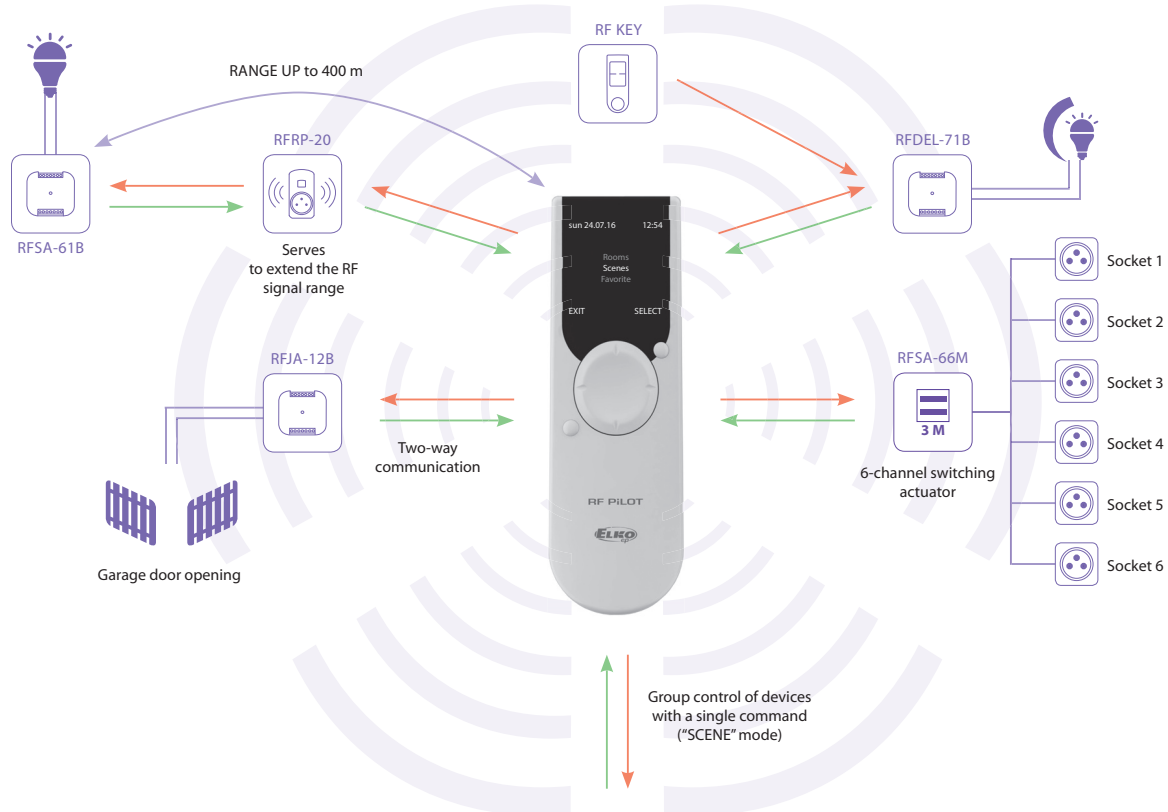 RF KEY
RANGE UP to 400 m
RFRP-20
RFDEL-71B
RFSA-61B
Serves
to extend the RF
signal range
sun 24.07.16 12:54
Rooms
Scenes
Favorite
EXIT SELECT
Socket 1
Socket 2
Socket 3
Socket 4
Socket 5
Socket 6
RFJA-12B
RFSA-66M
3 M
Two-way
communication
6-channel switching
actuator
RF PiLOT
ELKO
ep
Garage door opening
Group control of devices
with a single command
("SCENE" mode)